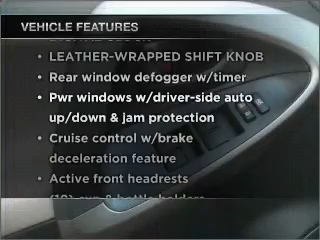 VEHICLE FEATURES
• LEATHER-WRAPPED SHIFT KNOB
• Rear window defogger w/timer
• Pwr windows w/driver-side auto
up/down & jam protection
• Cruise control w/brake
deceleration feature
• Active front headrests